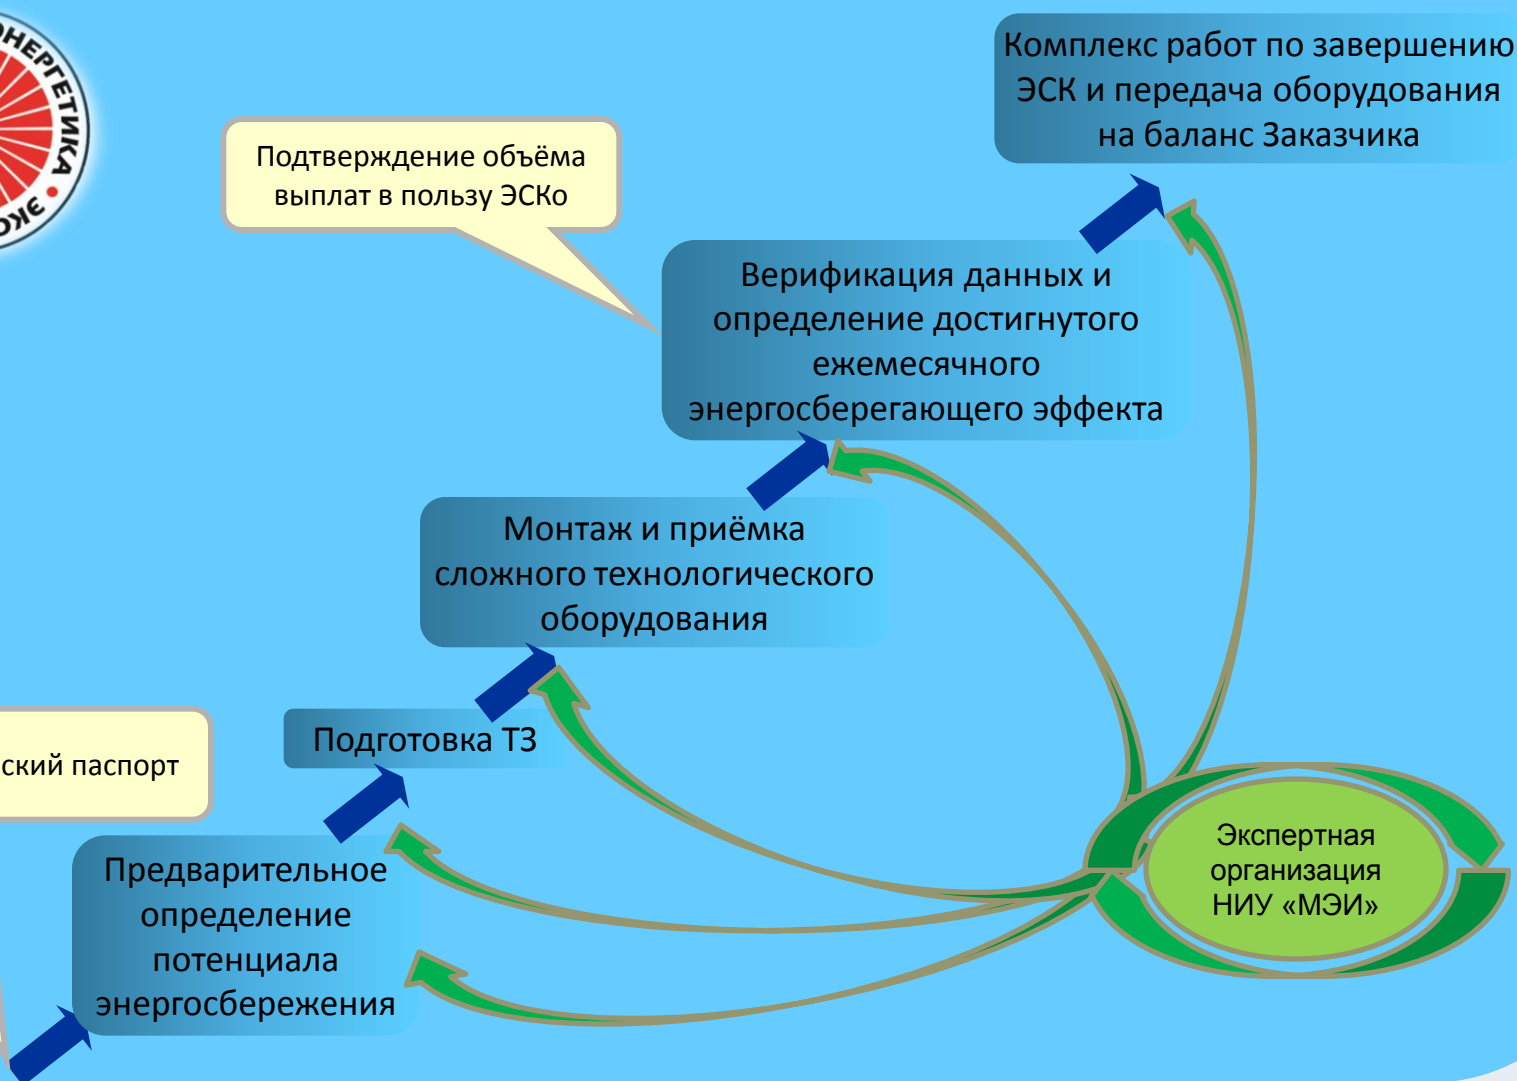 Комплекс работ по завершению
ЭСК и передача оборудования
на баланс Заказчика
Подтверждение объёма
выплат в пользу ЭСКо
Верификация данных и
определение достигнутого
ежемесячного
энергосберегающего эффекта
Монтаж и приёмка
сложного технологического
оборудования
Подготовка ТЗ
ский паспорт
Предварительное
определение
потенциала
энергосбережения
Экспертная
организация
НИУ «МЭИ»